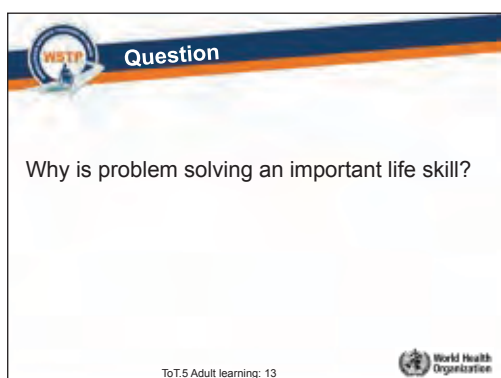 WSTP
Question
Why is problem solving an important life skill?
ToT.5 Adult learning: 13
World Health
Organization